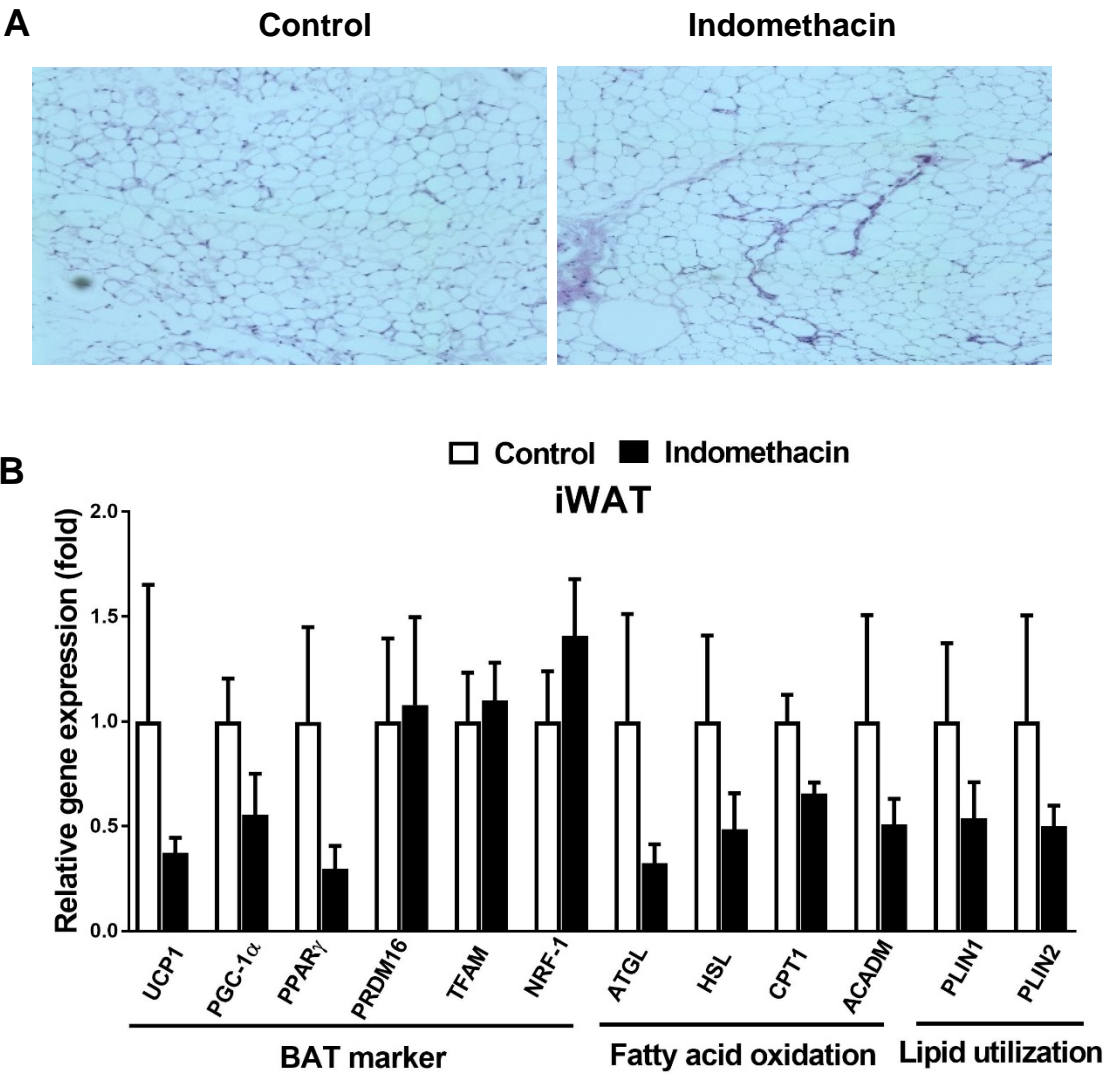 A
Control
Indomethacin
Control
Indomethacin
B
iWAT
Relative gene expression (fold)
2.0
1.5
1.0
0.5
0.0
UCP1
PGC-1α
PPARγ
PRDM16
TFAM
NRF-1
ATGL
HSL
CPT1
ACADM
PLIN1
PLIN2
BAT marker
Fatty acid oxidation
Lipid utilization